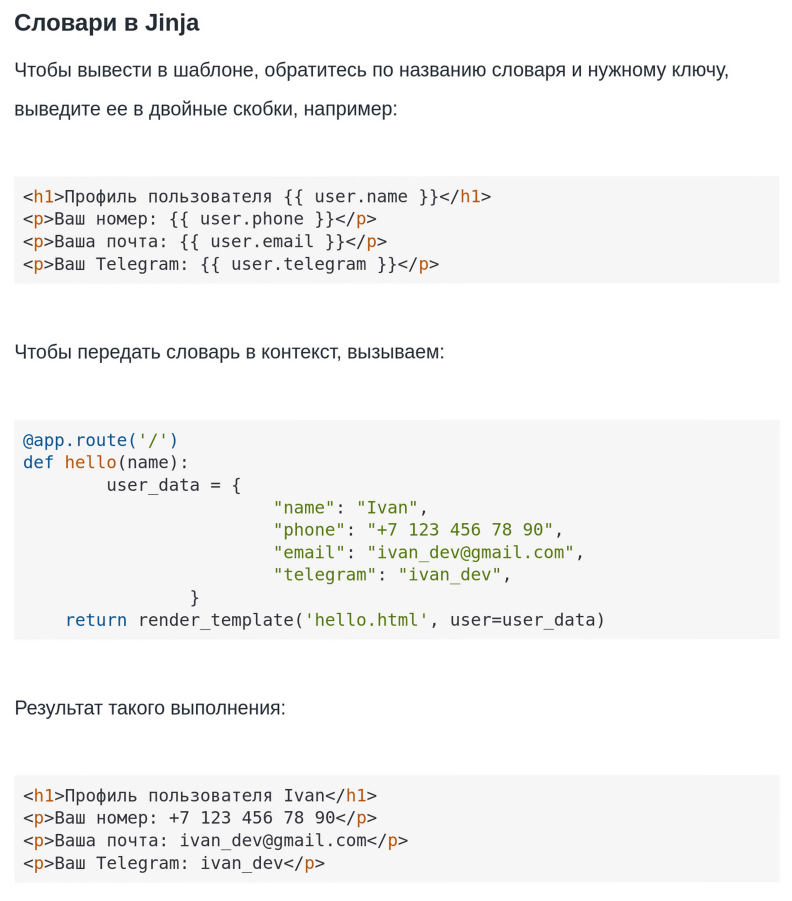 Словари в Jinja
Чтобы вывести в шаблоне, обратитесь по названию словаря и нужному ключу,
выведите ее в двойные скобки, например:
<h1>Профиль пользователя {{ user.name }}</h1>
<p>Ваш номер: {{ user.phone }}</p>
<p>Ваша почта: {{ user.email }}</p>
<p>Ваш Telegram: {{ user.telegram }}</p>
Чтобы передать словарь в контекст, вызываем:
@app.route('/')
def hello(name):
        user_data = {
                        "name": "Ivan",
                        "phone": "+7 123 456 78 90",
                        "email": "ivan_dev@gmail.com",
                        "telegram": "ivan_dev",
                }
    return render_template('hello.html', user=user_data)
Результат такого выполнения:
<h1>Профиль пользователя Ivan</h1>
<p>Ваш номер: +7 123 456 78 90</p>
<p>Ваша почта: ivan_dev@gmail.com</p>
<p>Ваш Telegram: ivan_dev</p>